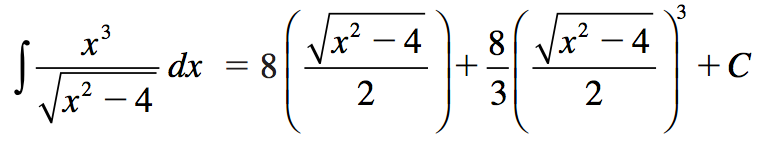 ∫ x³/√(x² − 4) dx = 8(√(x² − 4)/2) + 8/3(√(x² − 4)/2)³ + C